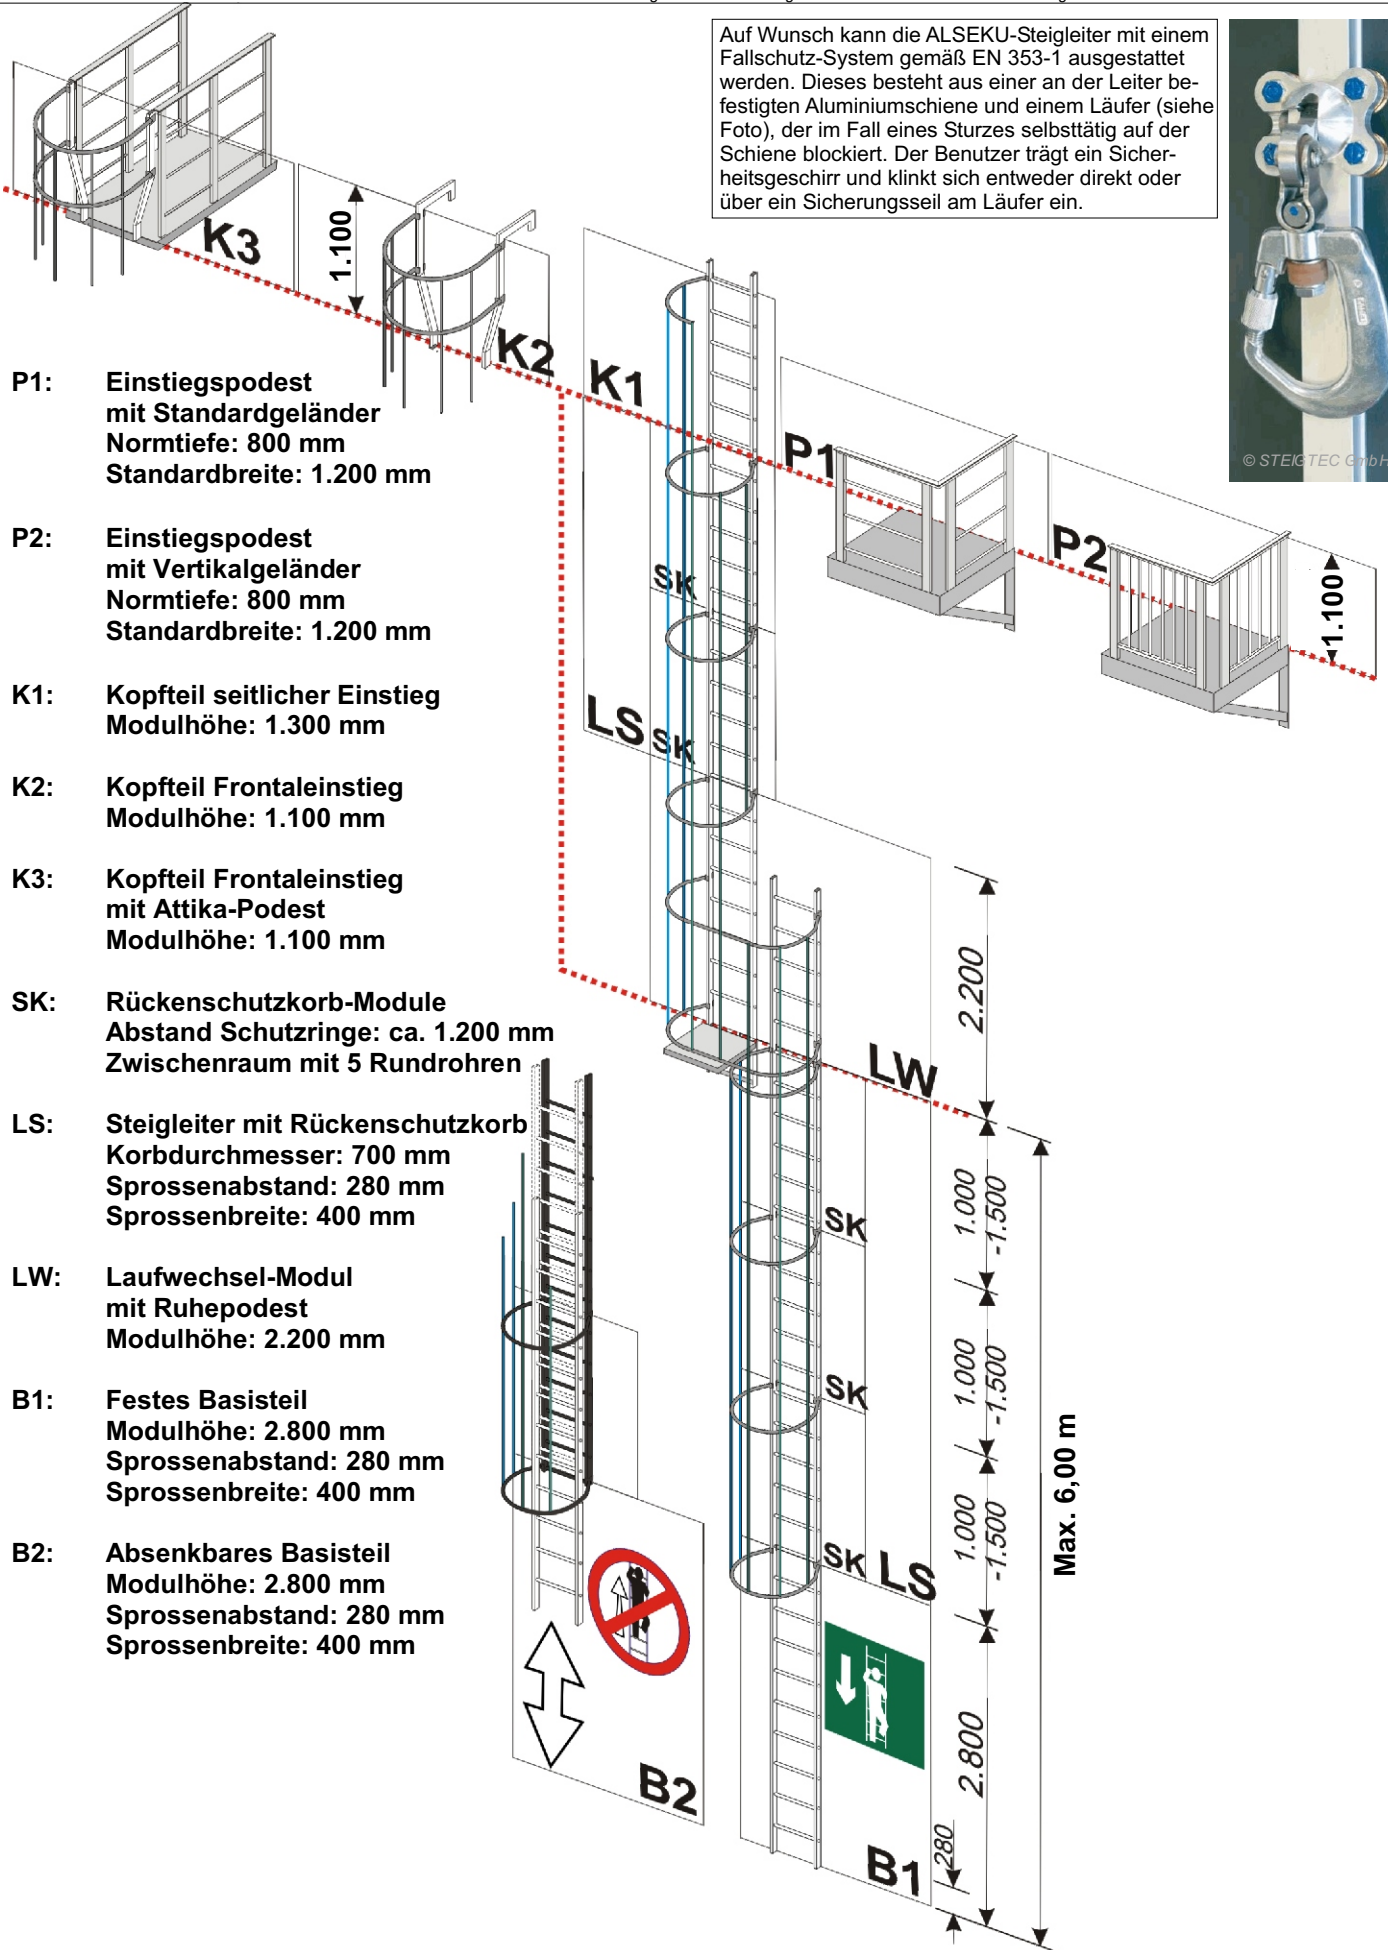 Auf Wunsch kann die ALSEKU-Steigleiter mit einem
Fallschutz-System gemäß EN 353-1 ausgestattet
werden. Dieses besteht aus einer an der Leiter be-
festigten Aluminiumschiene und einem Läufer (siehe
Foto), der im Fall eines Sturzes selbsttätig auf der
Schiene blockiert. Der Benutzer trägt ein Sicher-
heitsgeschirr und klinkt sich entweder direkt oder
über ein Sicherungsseil am Läufer ein.
© STEIGTEC GmbH
K3
1.100
K2
K1
P1
P2
1.100
SK
LS
SK
P1: Einstiegspodest
mit Standardgeländer
Normtiefe: 800 mm
Standardbreite: 1.200 mm
P2: Einstiegspodest
mit Vertikalgeländer
Normtiefe: 800 mm
Standardbreite: 1.200 mm
K1: Kopfteil seitlicher Einstieg
Modulhöhe: 1.300 mm
K2: Kopfteil Frontaleinstieg
Modulhöhe: 1.100 mm
K3: Kopfteil Frontaleinstieg
mit Attika-Podest
Modulhöhe: 1.100 mm
SK: Rückenschutzkorb-Module
Abstand Schutzringe: ca. 1.200 mm
Zwischenraum mit 5 Rundrohren
LS: Steigleiter mit Rückenschutzkorb
Korbdurchmesser: 700 mm
Sprossenabstand: 280 mm
Sprossenbreite: 400 mm
LW: Laufwechsel-Modul
mit Ruhepodest
Modulhöhe: 2.200 mm
B1: Festes Basisteil
Modulhöhe: 2.800 mm
Sprossenabstand: 280 mm
Sprossenbreite: 400 mm
B2: Absenkbares Basisteil
Modulhöhe: 2.800 mm
Sprossenabstand: 280 mm
Sprossenbreite: 400 mm
2.200
LW
1.000
-1.500
SK
1.000
-1.500
SK
1.000
-1.500
SK LS
Max. 6,00 m
2.800
280
B2
B1